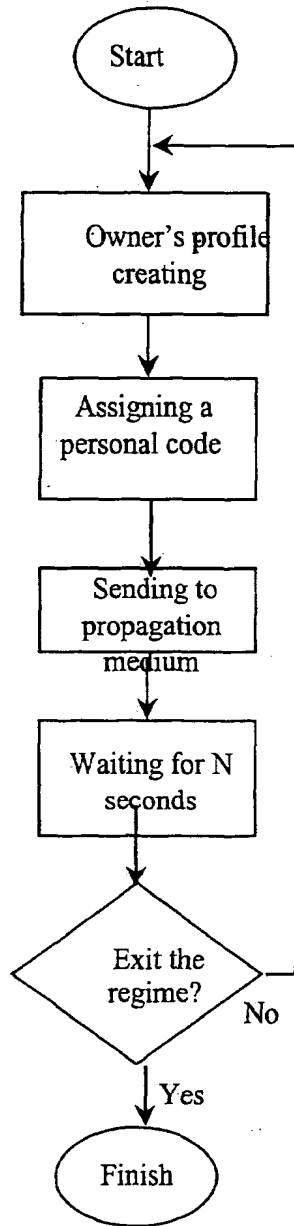 Start
Owner's profile
creating
Assigning a
personal code
Sending to
propagation
medium
Waiting for N
seconds
Exit the
regime?
No
Yes
Finish